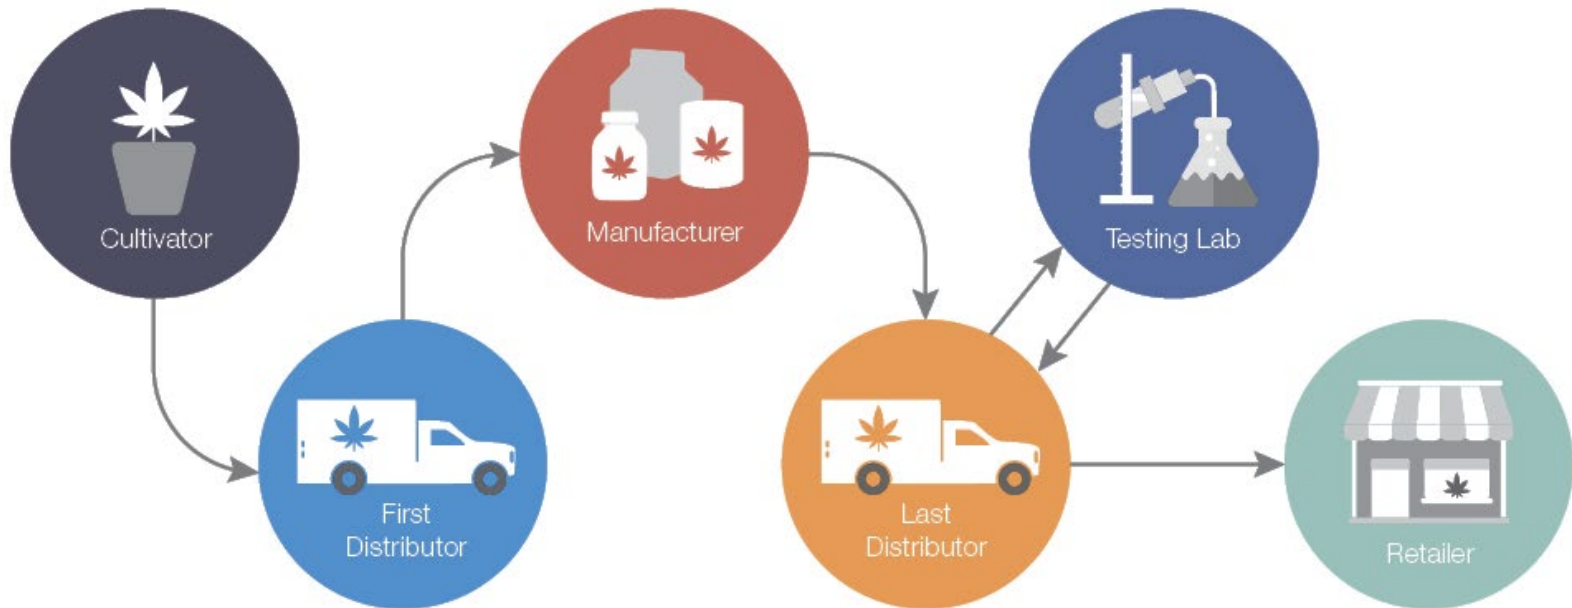 Cultivator
First
Distributor
Manufacturer
Last
Distributor
Testing Lab
Retailer